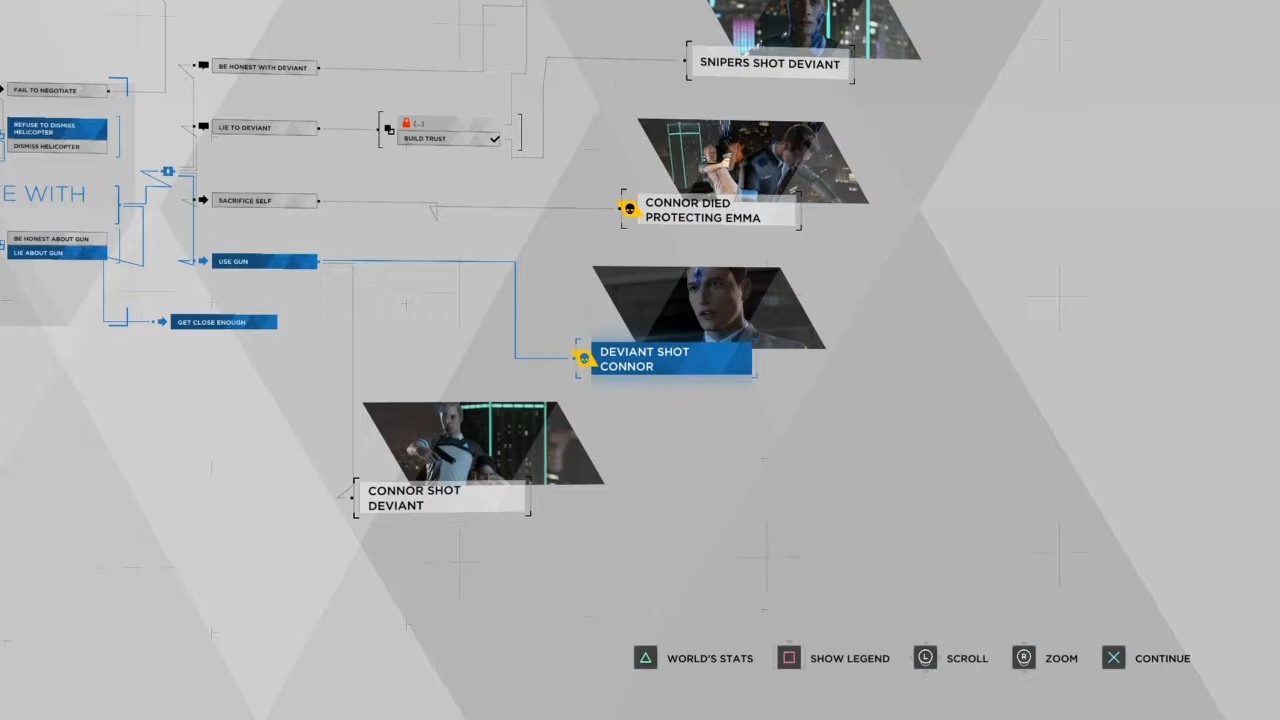 SNIPERS SHOT DEVIANT
BE HONEST WITH DEVIANT
FAIL TO NEGOTIATE
REFUSE TO DISMISS
HELICOPTER
DISMISS HELICOPTER
LIE TO DEVIANT
[...]
BUILD TRUST
E WITH
SACRIFICE SELF
CONNOR DIED
PROTECTING EMMA
BE HONEST ABOUT GUN
LIE ABOUT GUN
USE GUN
GET CLOSE ENOUGH
DEVIANT SHOT
CONNOR
CONNOR SHOT
DEVIANT
WORLD'S STATS
SHOW LEGEND
L
SCROLL
R
ZOOM
CONTINUE